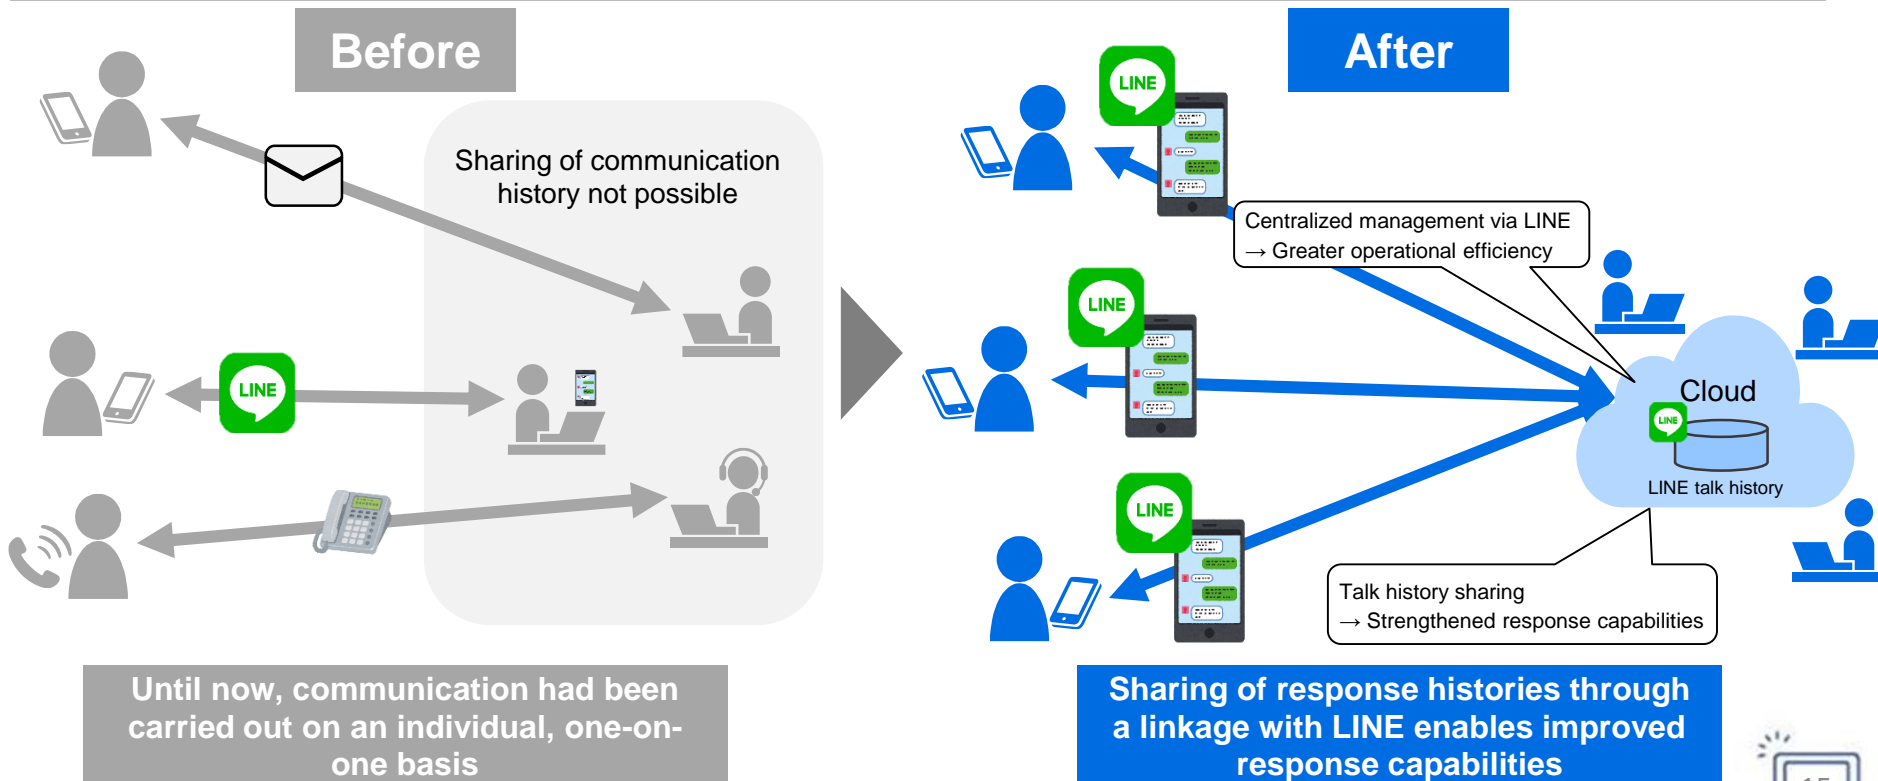 Before
Sharing of communication
history not possible
LINE
Until now, communication had been
carried out on an individual, one-on-
one basis
After
LINE
Centralized management via LINE
→ Greater operational efficiency
LINE
Cloud
LINE
LINE talk history
LINE
Talk history sharing
→ Strengthened response capabilities
Sharing of response histories through
a linkage with LINE enables improved
response capabilities